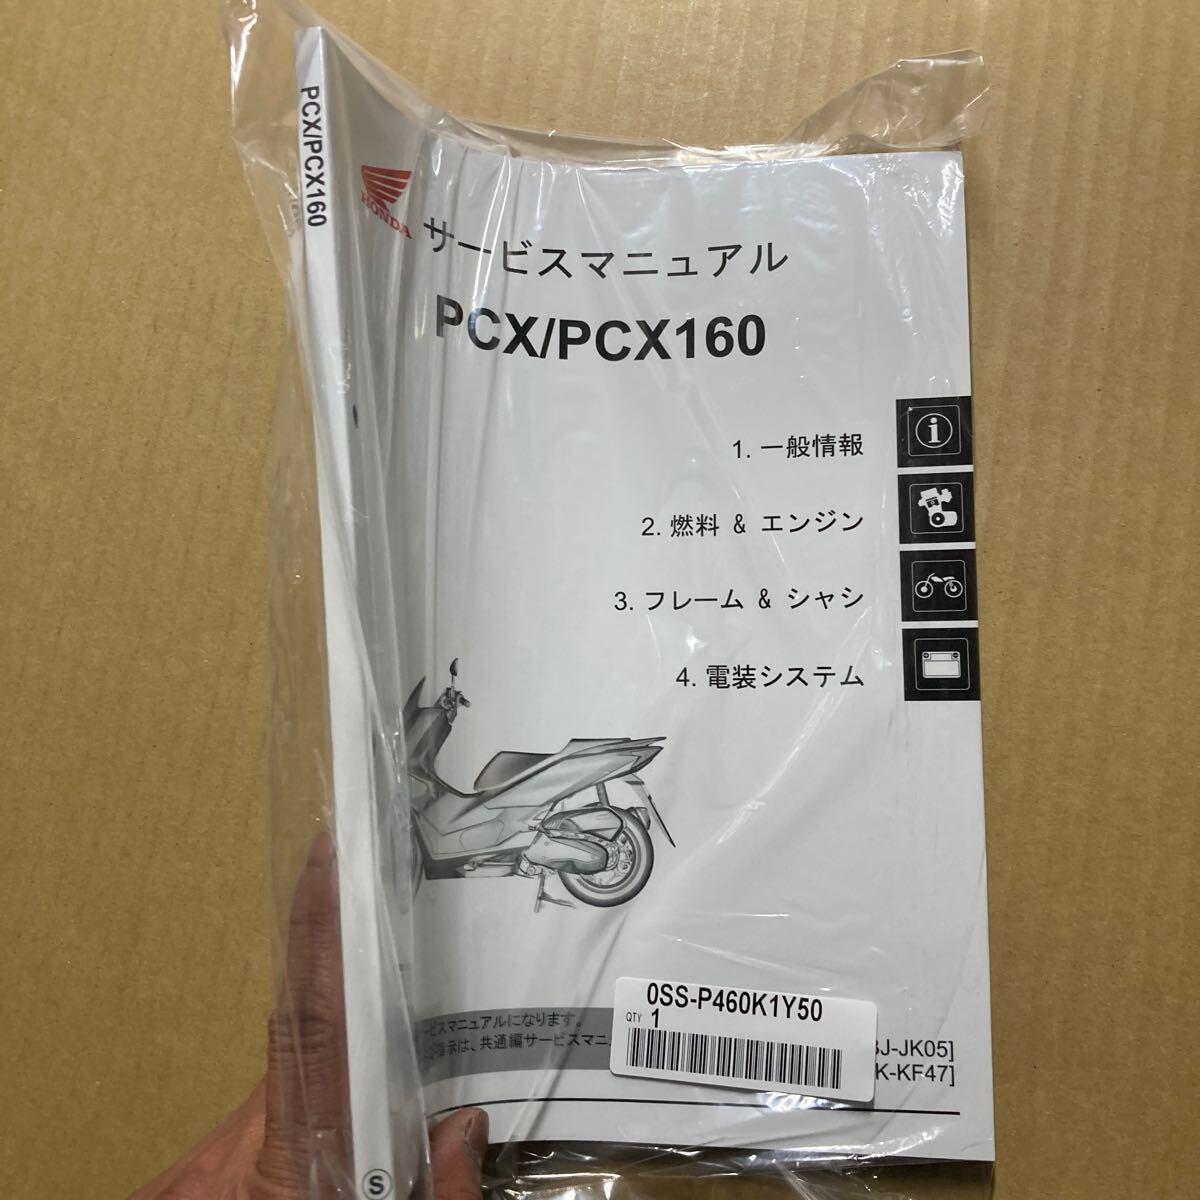 PCX/PCX160
HONDA
サービスマニュアル
PCX/PCX160
1. 一般情報
2. 燃料 & エンジン
3. フレーム & シャシ
4. 電装システム
ビスマニュアルになります。
指示は、共通編サービスマニュ
0SS-P460K1Y50
QTY 1
J-JK05]
K-KF47]
S